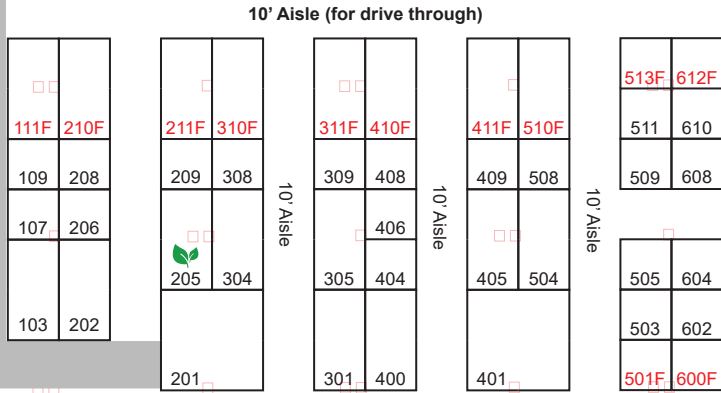 10’ Aisle (for drive through)
513F 612F
111F 210F 211F 310F 311F 410F 411F 510F 511 610
109 208 209 308 309 408 409 508 509 608
10’ Aisle 10’ Aisle 10’ Aisle
107 206 406
205 304 305 404 405 504 505 604
103 202 503 602
201 301 400 401 501F 600F